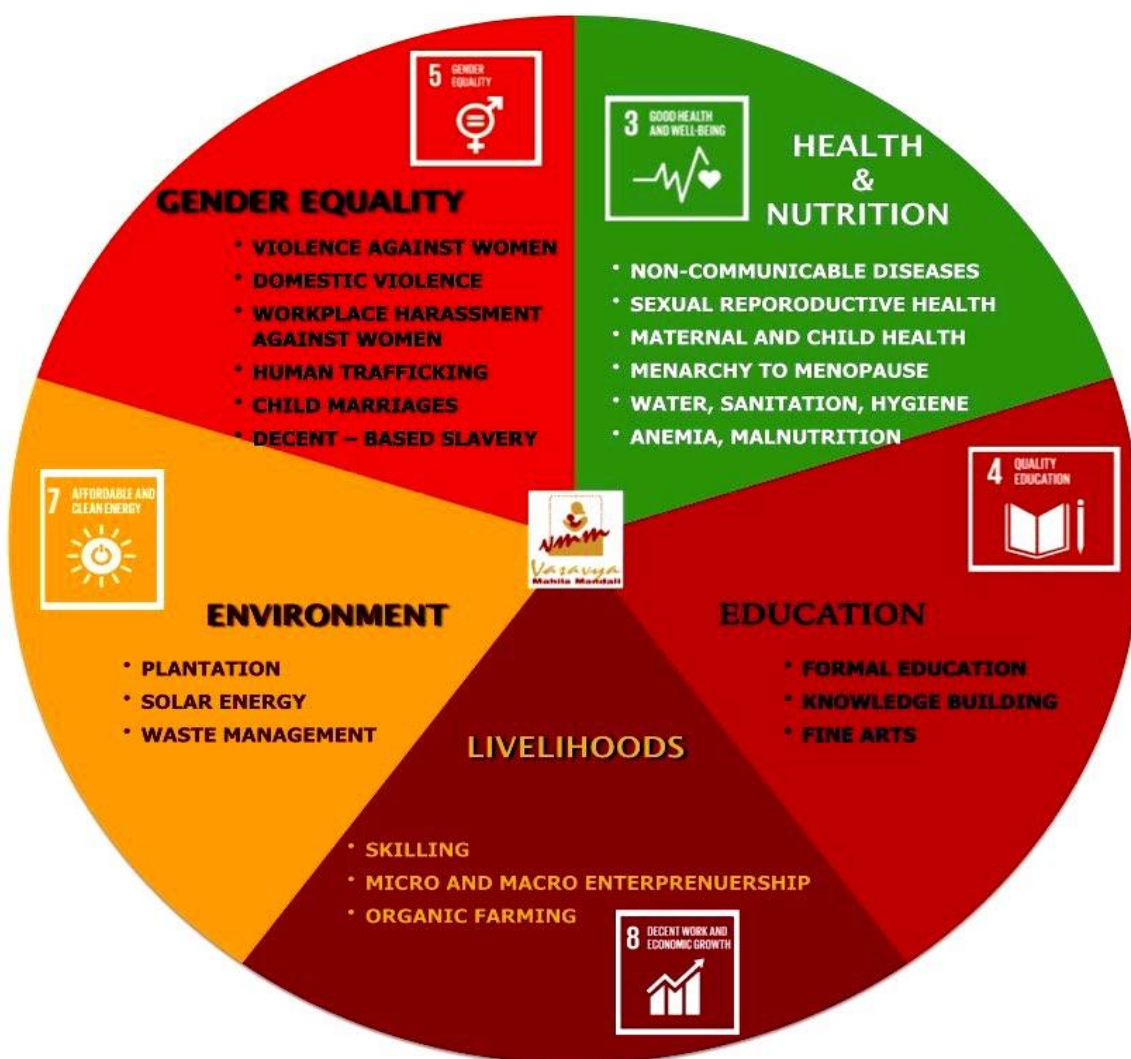 5 GENDER
EQUALITY
GENDER EQUALITY
• VIOLENCE AGAINST WOMEN
• DOMESTIC VIOLENCE
• WORKPLACE HARASSMENT
AGAINST WOMEN
• HUMAN TRAFFICKING
• CHILD MARRIAGES
• DECENT – BASED SLAVERY
3 GOOD HEALTH
AND WELL-BEING
HEALTH
&
NUTRITION
• NON-COMMUNICABLE DISEASES
• SEXUAL REPORODUCTIVE HEALTH
• MATERNAL AND CHILD HEALTH
• MENARCHY TO MENOPAUSE
• WATER, SANITATION, HYGIENE
• ANEMIA, MALNUTRITION
7 AFFORDABLE AND
CLEAN ENERGY
ENVIRONMENT
• PLANTATION
• SOLAR ENERGY
• WASTE MANAGEMENT
vmm
Vasavya
Mahila Mandali
4 QUALITY
EDUCATION
EDUCATION
• FORMAL EDUCATION
• KNOWLEDGE BUILDING
• FINE ARTS
LIVELIHOODS
• SKILLING
• MICRO AND MACRO ENTERPRENUERSHIP
• ORGANIC FARMING
8 DECENT WORK AND
ECONOMIC GROWTH